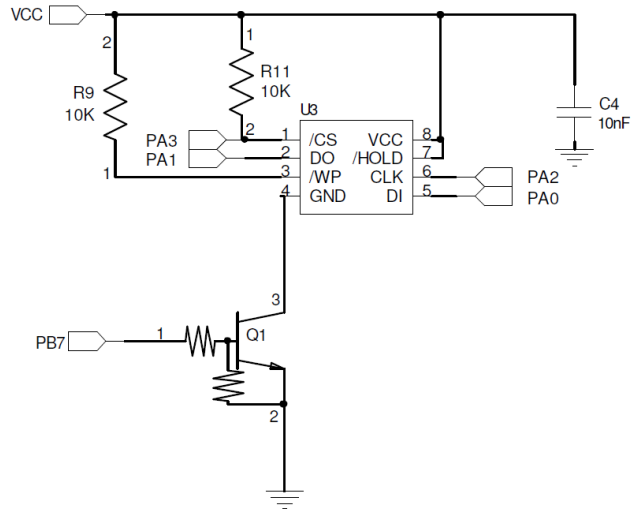 VCC
2
1
R9
10K
R11
10K
C4
10nF
U3
PA3
2
1
/CS
VCC
8
PA1
2
DO
/HOLD
7
1
3
/WP
CLK
6
PA2
4
GND
DI
5
PA0
3
PB7
1
Q1
2